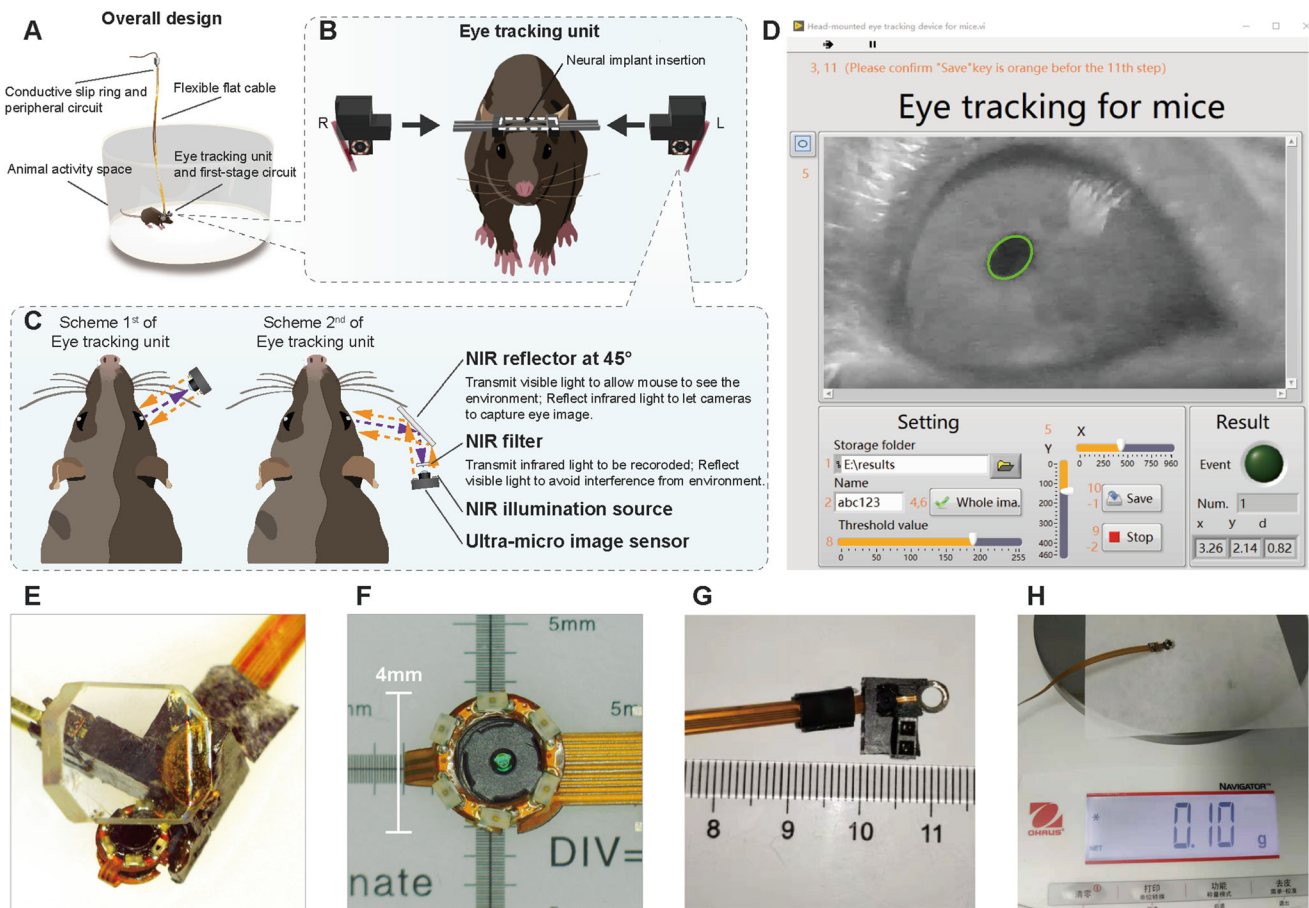 A
Overall design
Conductive slip ring and
peripheral circuit
Flexible flat cable
Animal activity space
Eye tracking unit
and first-stage circuit
B
Eye tracking unit
Neural implant insertion
R
L
C
Scheme 1st of
Eye tracking unit
Scheme 2nd of
Eye tracking unit
NIR reflector at 45°
Transmit visible light to allow mouse to see the
environment; Reflect infrared light to let cameras
to capture eye image.
NIR filter
Transmit infrared light to be recoroded; Reflect
visible light to avoid interference from environment.
NIR illumination source
Ultra-micro image sensor
D
Head-mounted eye tracking device for mice.vi
3, 11 (Please confirm "Save"key is orange befor the 11th step)
Eye tracking for mice
5
Setting
Storage folder
1 E:\results
Name
2 abc123 4,6 Whole ima.
Threshold value
8
0 50 100 150 200 255
5 X
0 250 500 750 960
Y
0
100
200
300
400
460
10
-1 Save
9
-2 Stop
Result
Event
Num. 1
x y d
3.26 2.14 0.82
E
F
5mm
4mm
m
5m
DIV=
nate
G
8 9 10 11
H
NAVIGATOR™
OHAUS
0.10 g
NET
清零
打印
功能
去皮